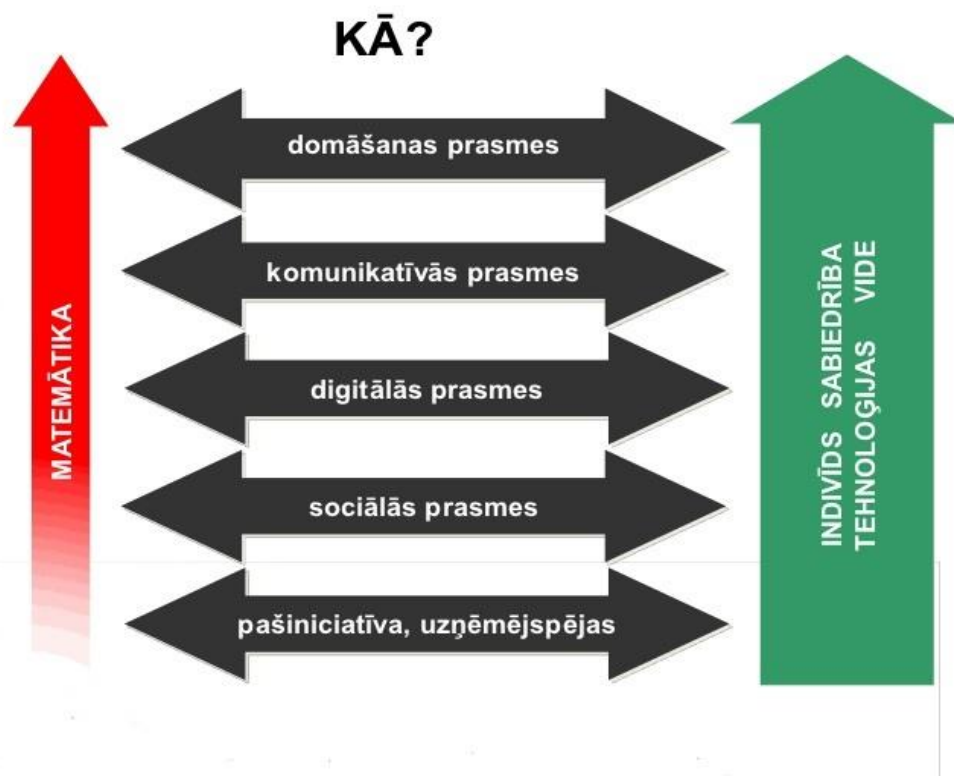 KĀ?
domāšanas prasmes
komunikatīvās prasmes
digitālās prasmes
sociālās prasmes
pašiniciatīva, uzņēmējspējas
MATEMĀTIKA
INDIVĪDS SABIEDRĪBA
TEHNOLOĢIJAS VIDE